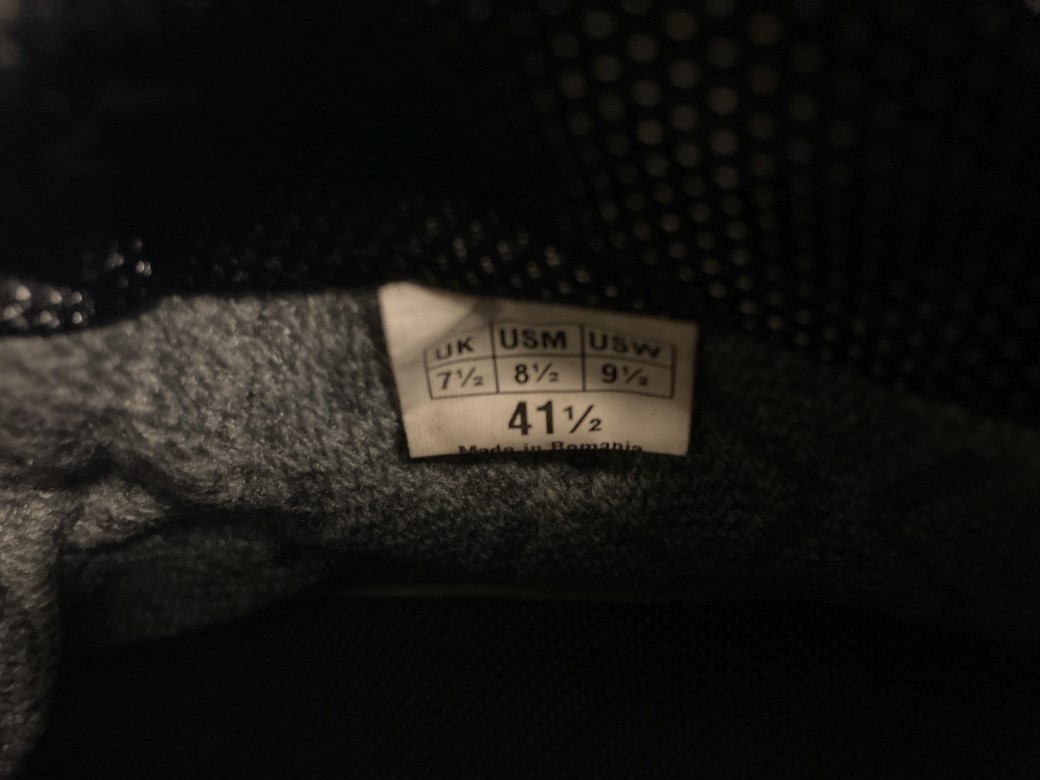 UK USM USW
7½ 8½ 9½
41½
Made in Romania